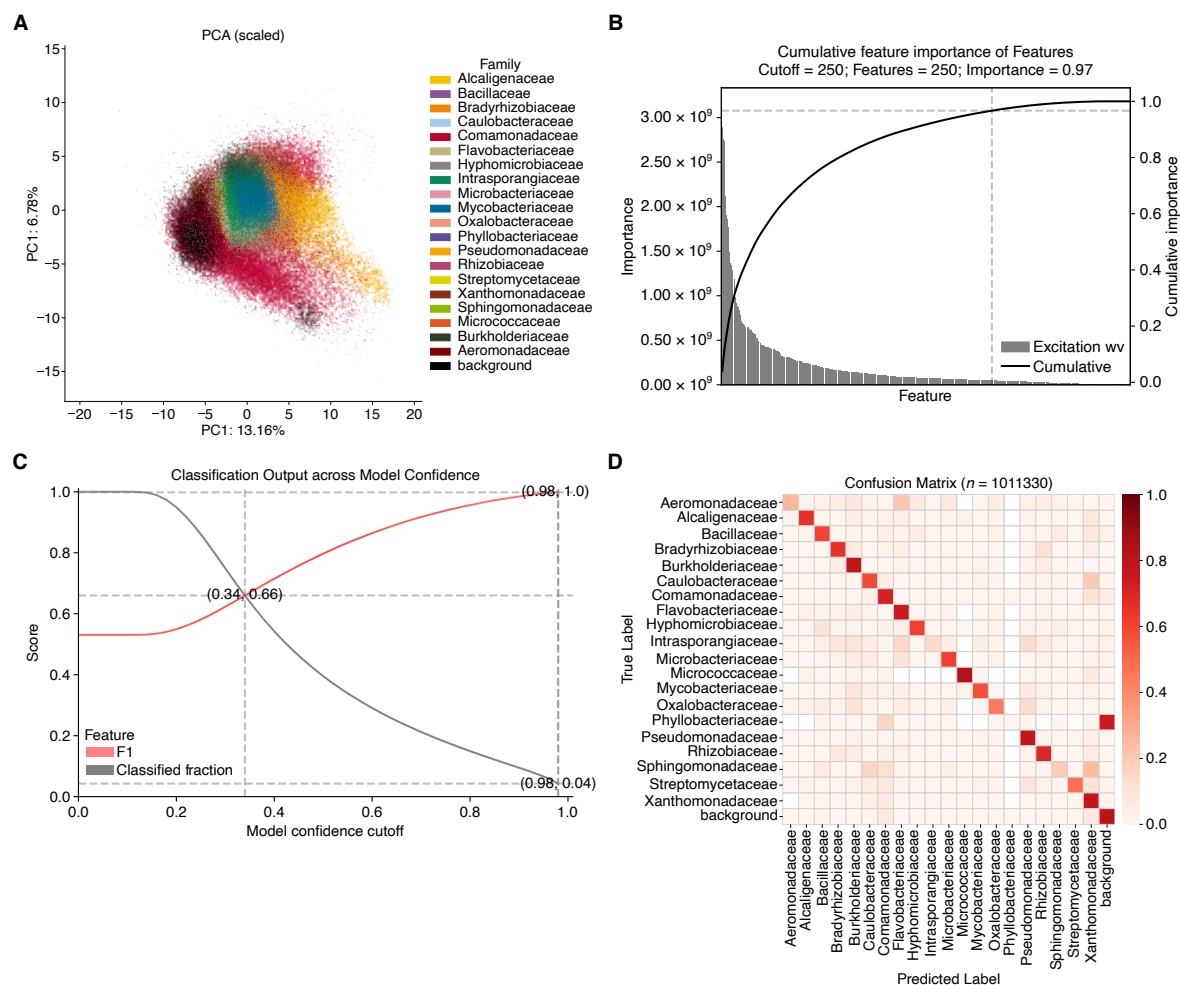 A
PCA (scaled)
15
10
5
0
−5
−10
−15
PC1: 6.78%
−20 −15 −10 −5 0 5 10 15 20
PC1: 13.16%
Family
Alcaligenaceae
Bacillaceae
Bradyrhizobiaceae
Caulobacteraceae
Comamonadaceae
Flavobacteriaceae
Hyphomicrobiaceae
Intrasporangiaceae
Microbacteriaceae
Mycobacteriaceae
Oxalobacteraceae
Phyllobacteriaceae
Pseudomonadaceae
Rhizobiaceae
Streptomycetaceae
Xanthomonadaceae
Sphingomonadaceae
Micrococcaceae
Burkholderiaceae
Aeromonadaceae
background
B
Cumulative feature importance of Features
Cutoff = 250; Features = 250; Importance = 0.97
3.00 × 10⁹
2.50 × 10⁹
2.00 × 10⁹
1.50 × 10⁹
1.00 × 10⁹
0.50 × 10⁹
0.00 × 10⁹
Importance
Feature
1.0
0.8
0.6
0.4
0.2
0.0
Cumulative importance
Excitation wv
Cumulative
C
Classification Output across Model Confidence
1.0
0.8
0.6
0.4
0.2
0.0
Score
(0.98, 1.0)
(0.34, 0.66)
(0.98, 0.04)
Feature
F1
Classified fraction
0.0 0.2 0.4 0.6 0.8 1.0
Model confidence cutoff
D
Confusion Matrix (n = 1011330)
True Label
Aeromonadaceae
Alcaligenaceae
Bacillaceae
Bradyrhizobiaceae
Burkholderiaceae
Caulobacteraceae
Comamonadaceae
Flavobacteriaceae
Hyphomicrobiaceae
Intrasporangiaceae
Microbacteriaceae
Micrococcaceae
Mycobacteriaceae
Oxalobacteraceae
Phyllobacteriaceae
Pseudomonadaceae
Rhizobiaceae
Sphingomonadaceae
Streptomycetaceae
Xanthomonadaceae
background
Aeromonadaceae
Alcaligenaceae
Bacillaceae
Bradyrhizobiaceae
Burkholderiaceae
Caulobacteraceae
Comamonadaceae
Flavobacteriaceae
Hyphomicrobiaceae
Intrasporangiaceae
Microbacteriaceae
Micrococcaceae
Mycobacteriaceae
Oxalobacteraceae
Phyllobacteriaceae
Pseudomonadaceae
Rhizobiaceae
Sphingomonadaceae
Streptomycetaceae
Xanthomonadaceae
background
Predicted Label
1.0
0.8
0.6
0.4
0.2
0.0